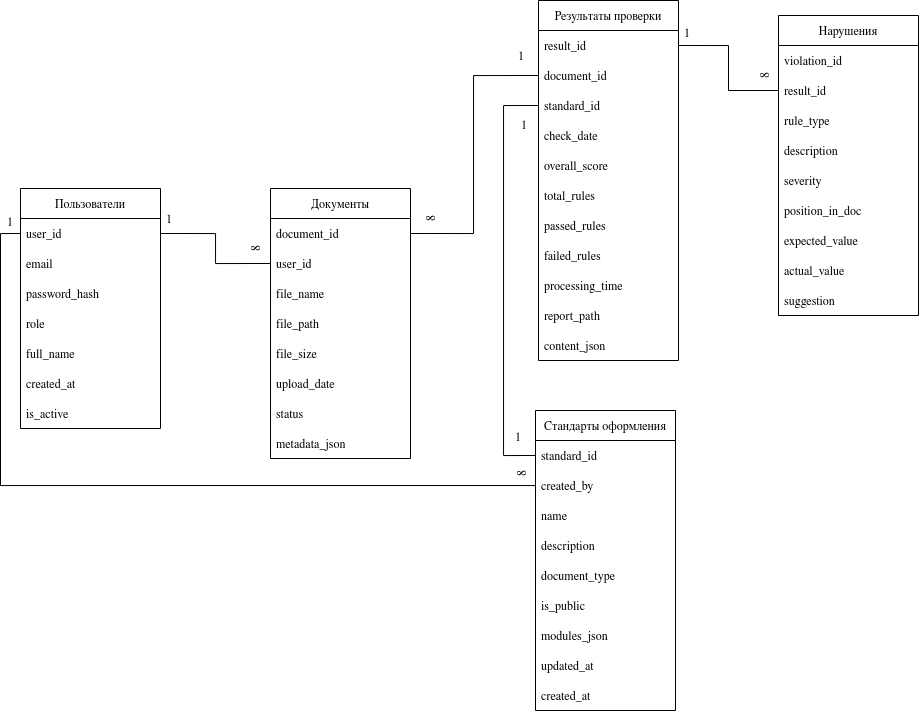 Пользователи
user_id
email
password_hash
role
full_name
created_at
is_active
1
1
∞
Документы
document_id
user_id
file_name
file_path
file_size
upload_date
status
metadata_json
∞
1
Результаты проверки
result_id
document_id
standard_id
check_date
overall_score
total_rules
passed_rules
failed_rules
processing_time
report_path
content_json
1
1
∞
Нарушения
violation_id
result_id
rule_type
description
severity
position_in_doc
expected_value
actual_value
suggestion
1
∞
Стандарты оформления
standard_id
created_by
name
description
document_type
is_public
modules_json
updated_at
created_at